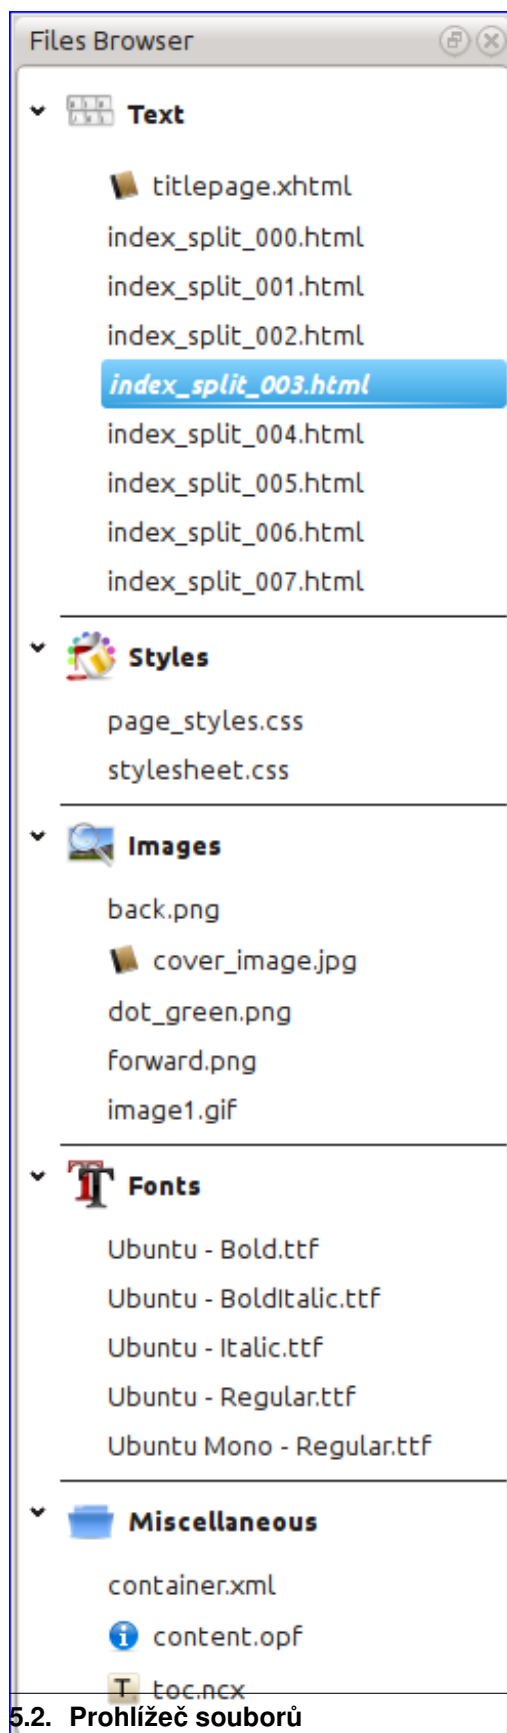 Files Browser
Text
titlepage.xhtml
index_split_000.html
index_split_001.html
index_split_002.html
index_split_003.html
index_split_004.html
index_split_005.html
index_split_006.html
index_split_007.html
Styles
page_styles.css
stylesheet.css
Images
back.png
cover_image.jpg
dot_green.png
forward.png
image1.gif
Fonts
Ubuntu - Bold.ttf
Ubuntu - BoldItalic.ttf
Ubuntu - Italic.ttf
Ubuntu - Regular.ttf
Ubuntu Mono - Regular.ttf
Miscellaneous
container.xml
content.opf
toc.ncx
5.2. Prohlížeč souborů